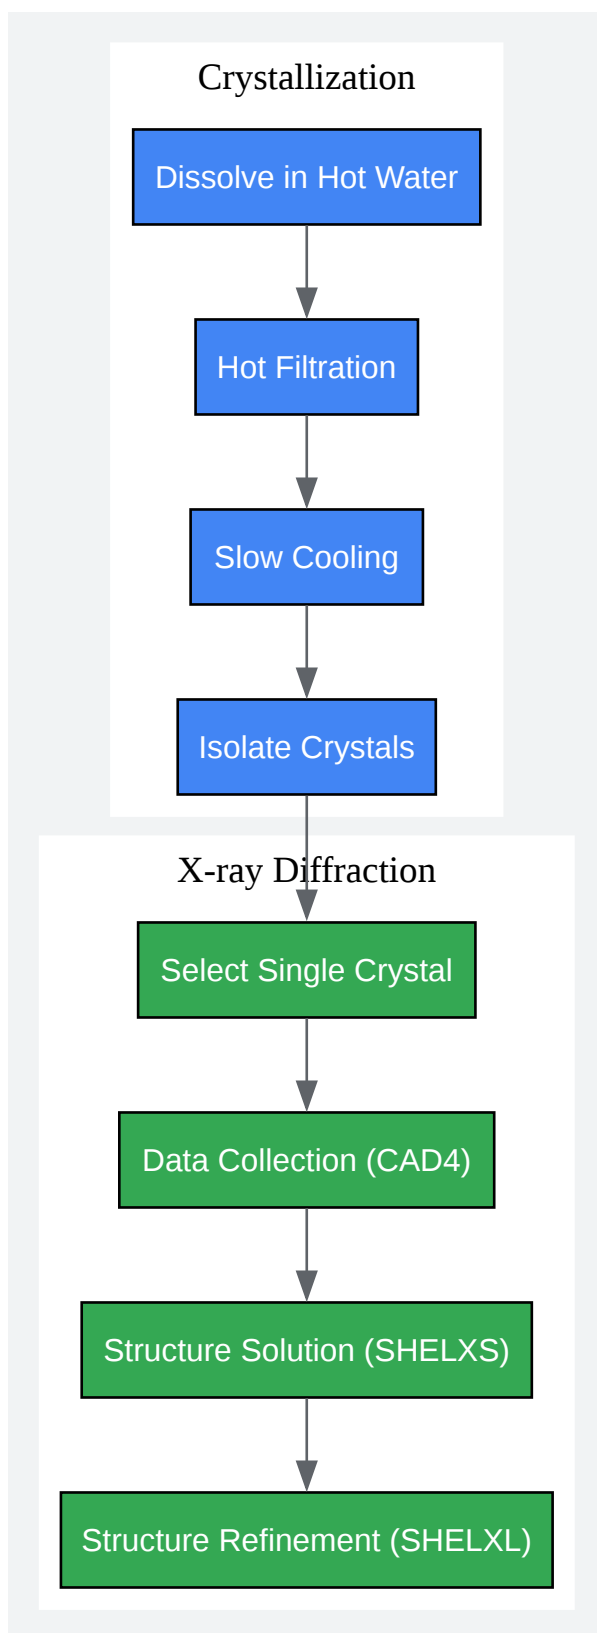 Crystallization
Dissolve in Hot Water
Hot Filtration
Slow Cooling
Isolate Crystals
X-ray Diffraction
Select Single Crystal
Data Collection (CAD4)
Structure Solution (SHELXS)
Structure Refinement (SHELXL)